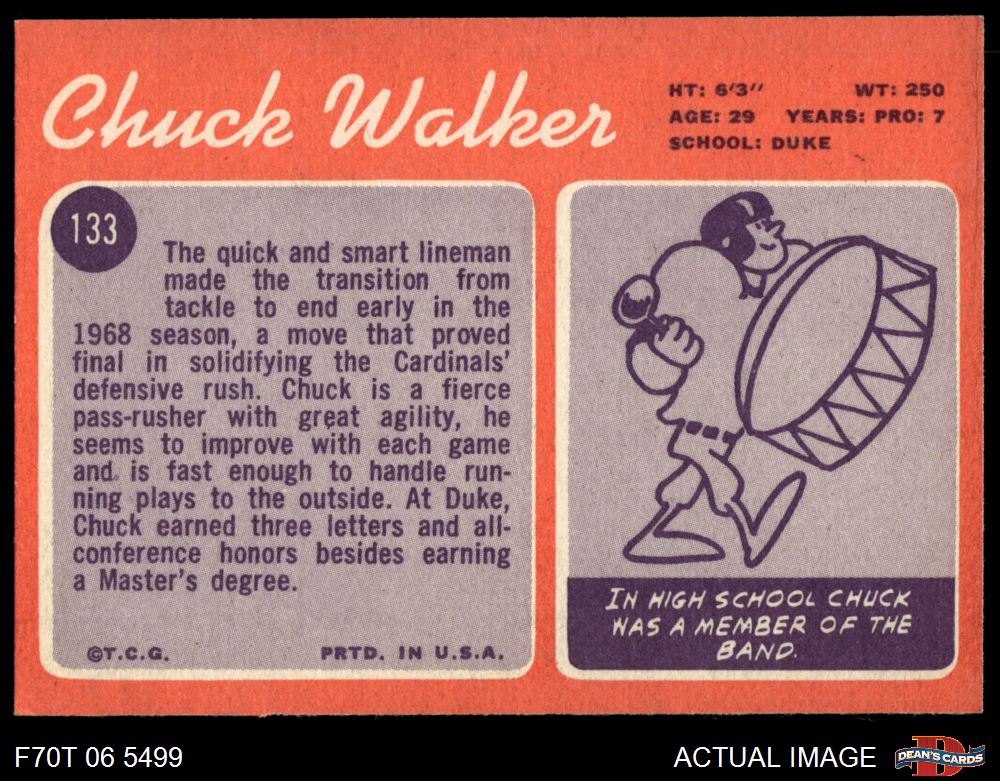 Chuck Walker
HT: 6'3" WT: 250
AGE: 29 YEARS: PRO: 7
SCHOOL: DUKE
133
The quick and smart lineman
made the transition from
tackle to end early in the
1968 season, a move that proved
final in solidifying the Cardinals'
defensive rush. Chuck is a fierce
pass-rusher with great agility, he
seems to improve with each game
and is fast enough to handle run-
ning plays to the outside. At Duke,
Chuck earned three letters and all-
conference honors besides earning
a Master's degree.
©T.C.G. PRTD. IN U.S.A.
IN HIGH SCHOOL CHUCK
WAS A MEMBER OF THE
BAND.
F70T 06 5499
ACTUAL IMAGE
D
DEAN'S CARDS